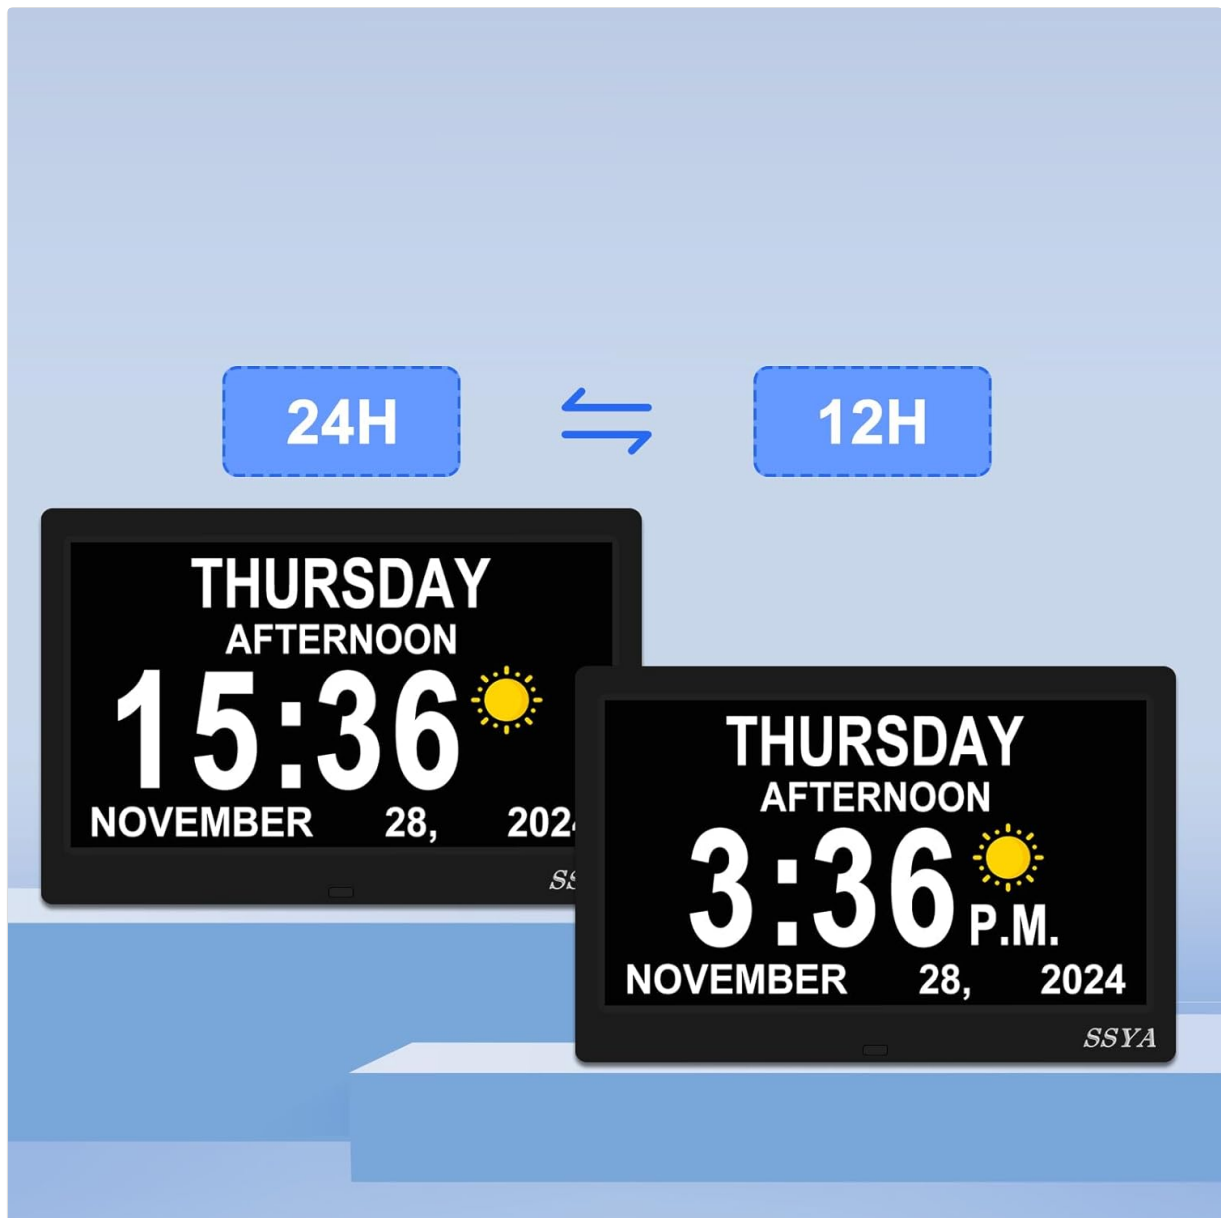 24H
12H
THURSDAY
AFTERNOON
15:36
NOVEMBER 28,
THURSDAY
AFTERNOON
3:36
P.M.
NOVEMBER 28, 2024
SSYA